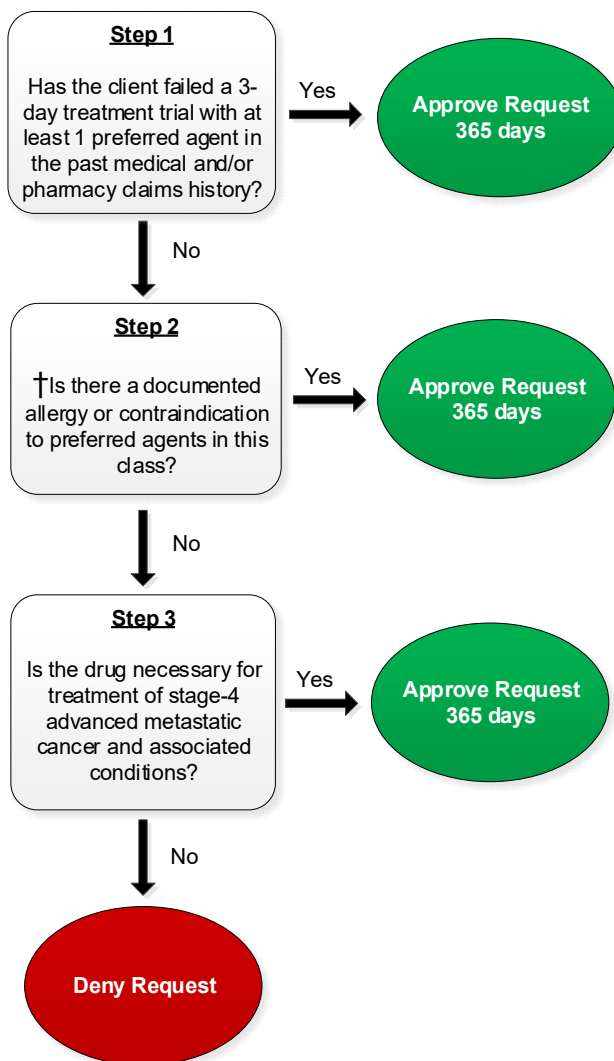 Step 1
Has the client failed a 3-
day treatment trial with at
least 1 preferred agent in
the past medical and/or
pharmacy claims history?
Yes
Approve Request
365 days
No
Step 2
†Is there a documented
allergy or contraindication
to preferred agents in this
class?
Yes
Approve Request
365 days
No
Step 3
Is the drug necessary for
treatment of stage-4
advanced metastatic
cancer and associated
conditions?
Yes
Approve Request
365 days
No
Deny Request